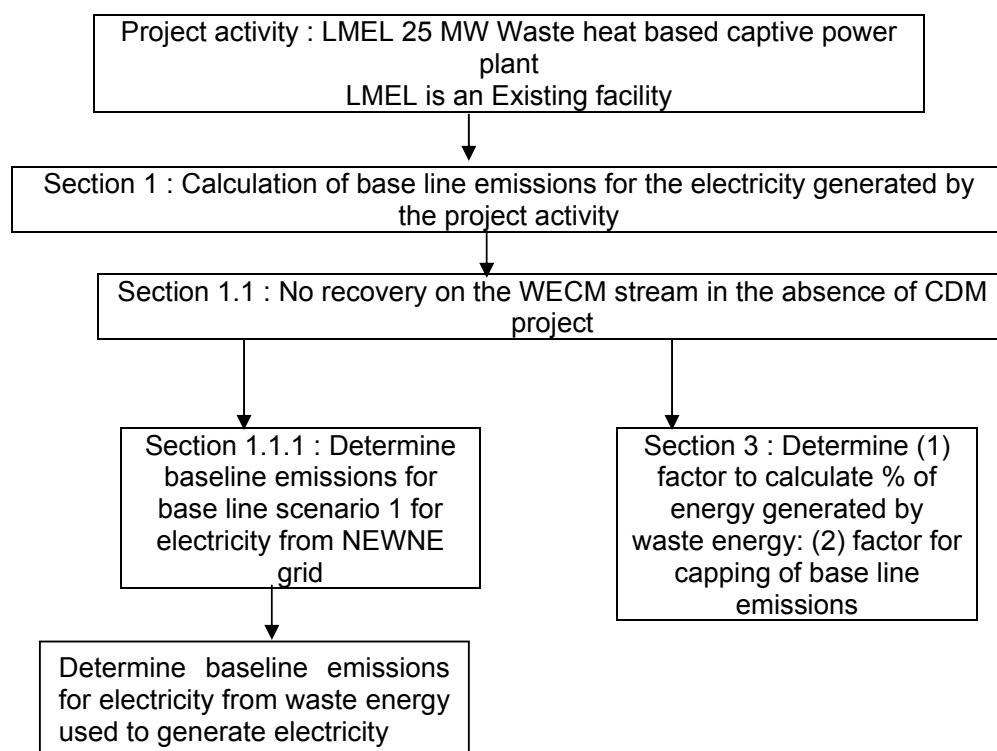 Project activity : LMEL 25 MW Waste heat based captive power
plant
LMEL is an Existing facility
Section 1 : Calculation of base line emissions for the electricity generated by
the project activity
Section 1.1 : No recovery on the WECM stream in the absence of CDM
project
Section 1.1.1 : Determine
baseline emissions for
base line scenario 1 for
electricity from NEWNE
grid
Section 3 : Determine (1)
factor to calculate % of
energy generated by
waste energy: (2) factor for
capping of base line
emissions
Determine baseline emissions
for electricity from waste energy
used to generate electricity